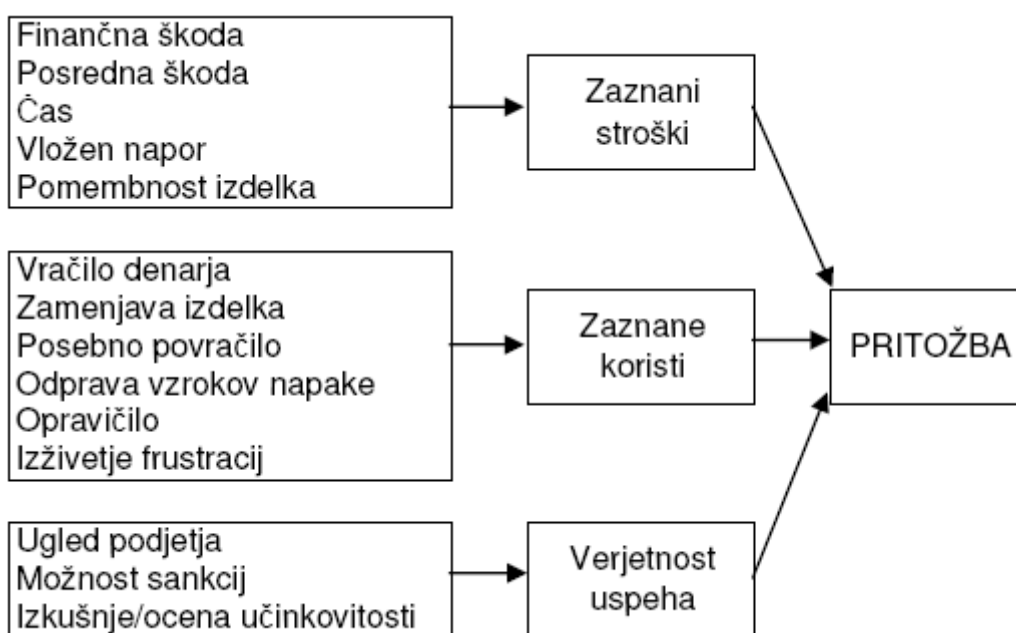 Finančna škoda
Posredna škoda
Čas
Vložen napor
Pomembnost izdelka
Zaznani
stroški
Vračilo denarja
Zamenjava izdelka
Posebno povračilo
Odprava vzrokov napake
Opravičilo
Izživetje frustracij
Zaznane
koristi
PRITOŽBA
Ugled podjetja
Možnost sankcij
Izkušnje/ocena učinkovitosti
Verjetnost
uspeha